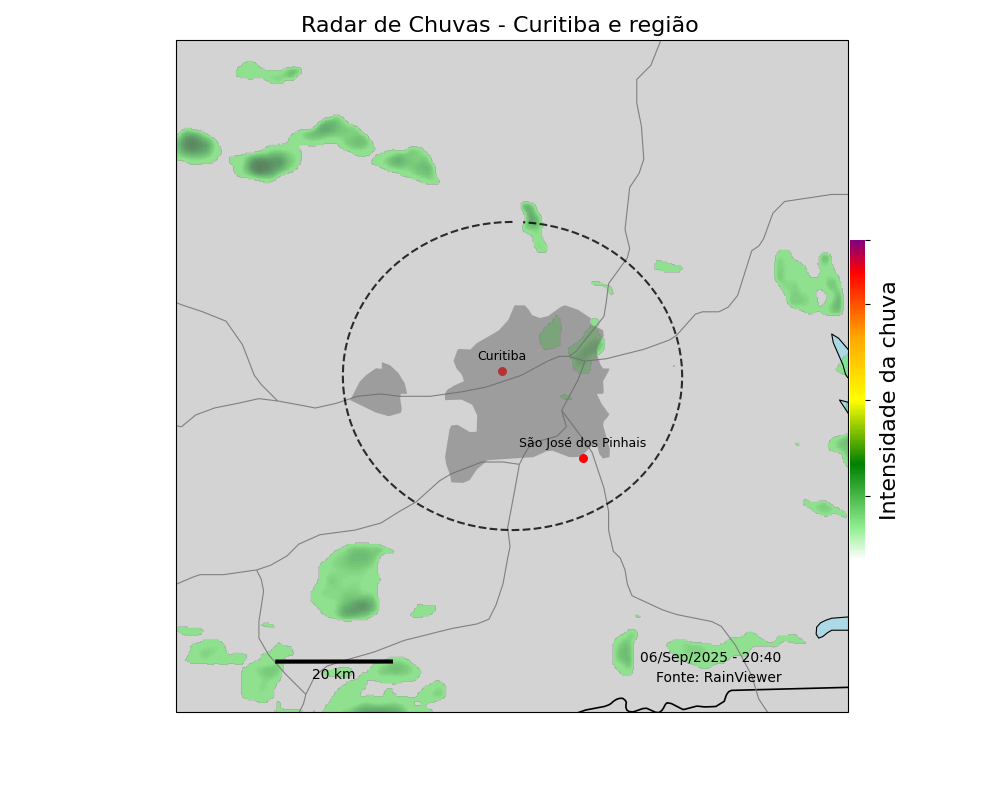 Radar de Chuvas - Curitiba e região
Curitiba
São José dos Pinhais
Intensidade da chuva
06/Sep/2025 - 20:40
Fonte: RainViewer
20 km